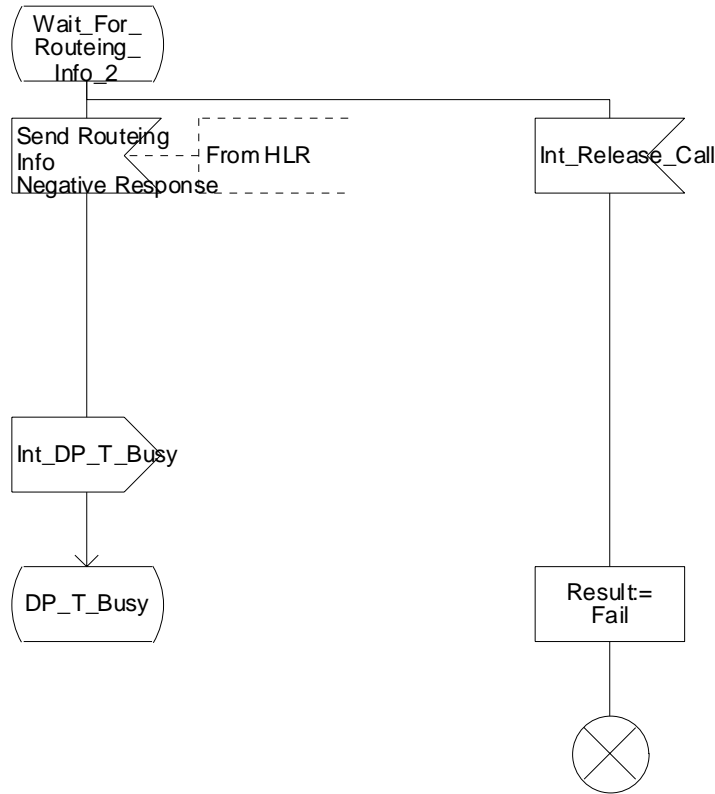 Wait_For_
Routeing_
Info_2
Send Routeing
Info
Negative Response
From HLR
Int_Release_Call
Int_DP_T_Busy
DP_T_Busy
Result:=
Fail